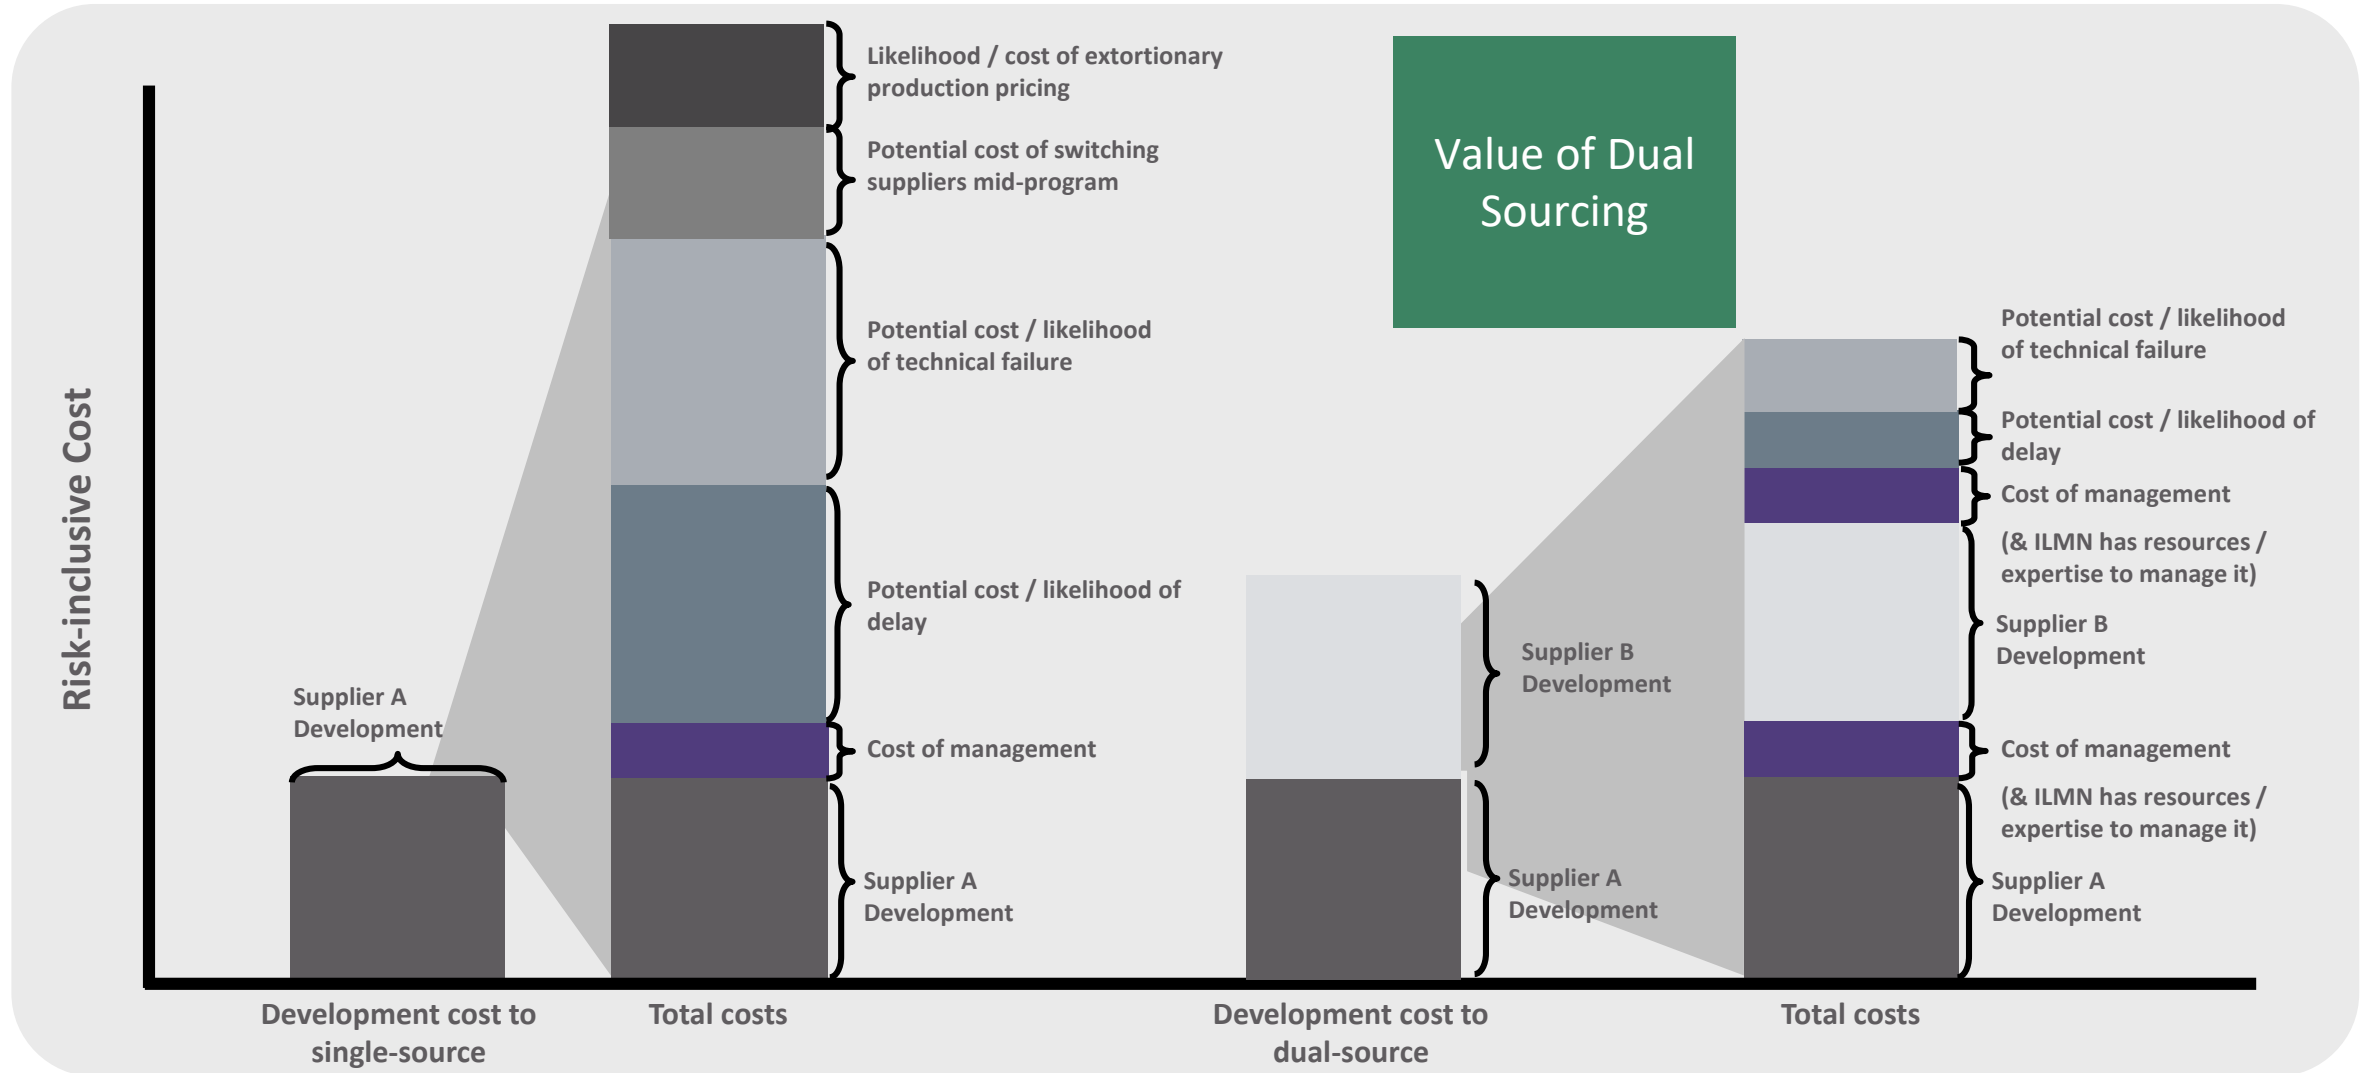 Risk-inclusive Cost
Supplier A
Development
Likelihood / cost of extortionary
production pricing
Potential cost of switching
suppliers mid-program
Potential cost / likelihood
of technical failure
Potential cost / likelihood of
delay
Cost of management
Supplier A
Development
Value of Dual
Sourcing
Supplier B
Development
Supplier A
Development
Potential cost / likelihood
of technical failure
Potential cost / likelihood of
delay
Cost of management
(& ILMN has resources /
expertise to manage it)
Supplier B
Development
Cost of management
(& ILMN has resources /
expertise to manage it)
Supplier A
Development
Development cost to
single-source
Total costs
Development cost to
dual-source
Total costs